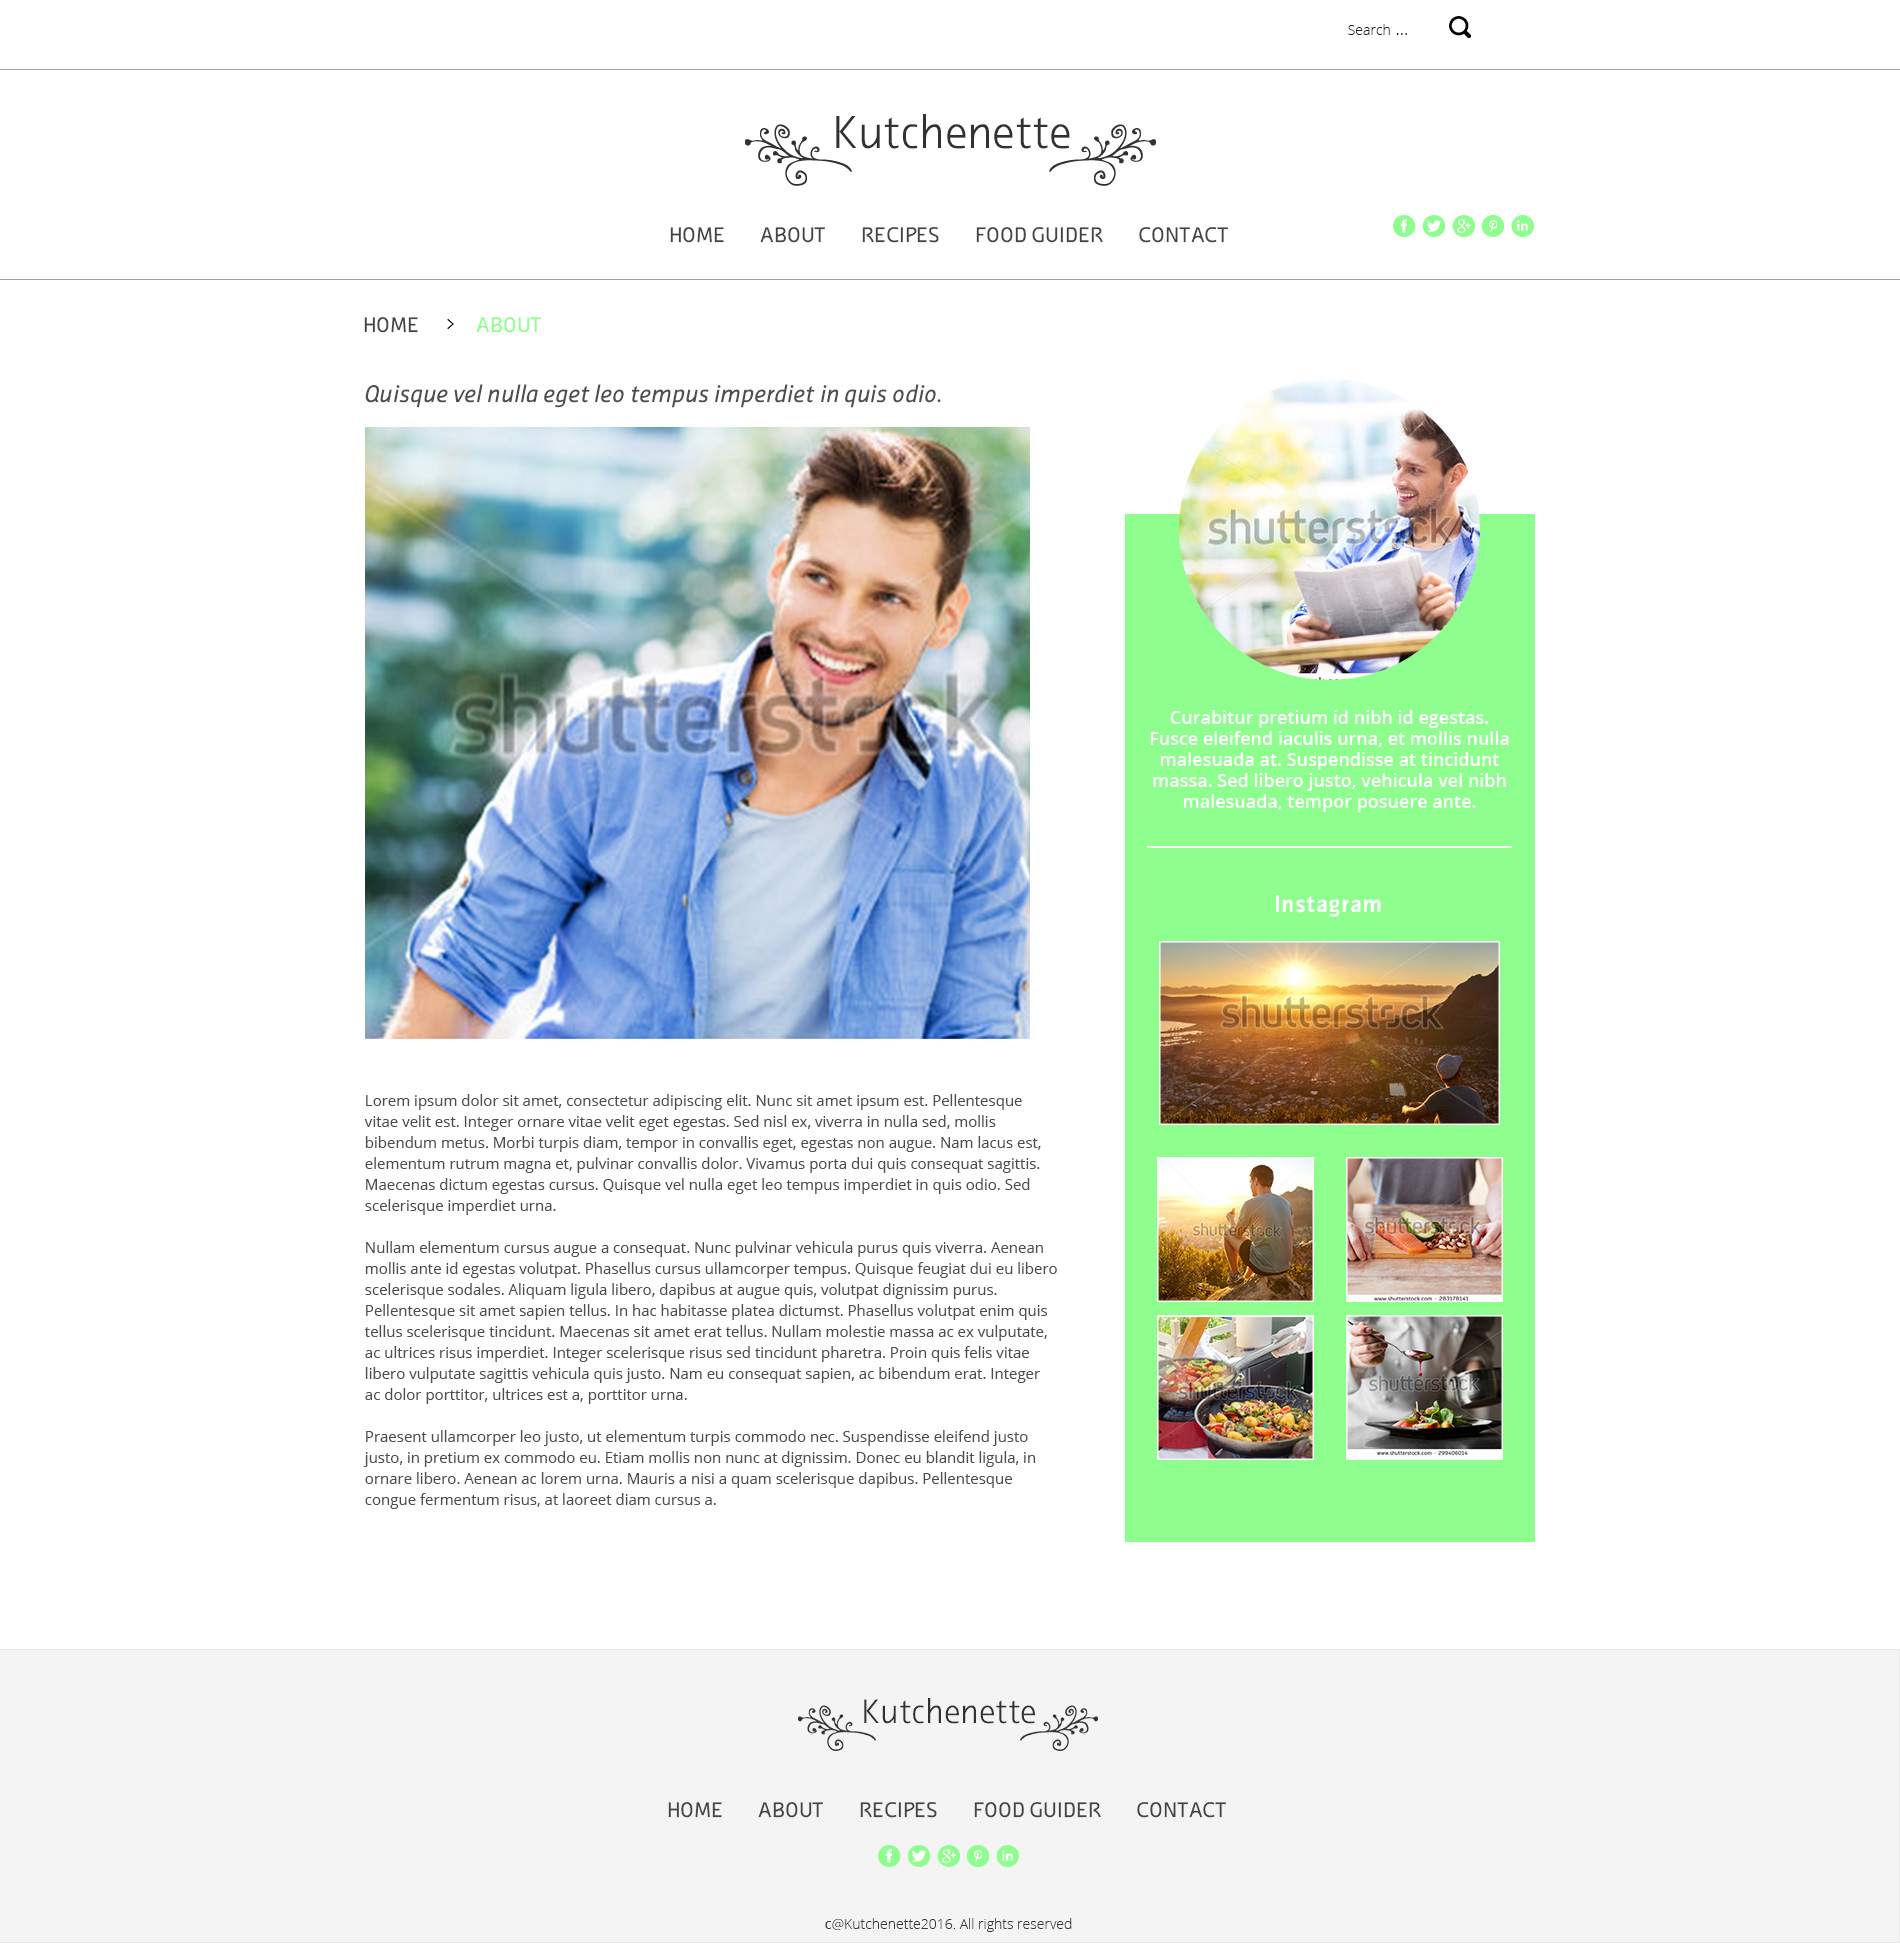 Search ...
Kutchenette
HOME ABOUT RECIPES FOOD GUIDER CONTACT
HOME > ABOUT
Quisque vel nulla eget leo tempus imperdiet in quis odio.
shutterstock
Lorem ipsum dolor sit amet, consectetur adipiscing elit. Nunc sit amet ipsum est. Pellentesque
vitae velit est. Integer ornare vitae velit eget egestas. Sed nisl ex, viverra in nulla sed, mollis
bibendum metus. Morbi turpis diam, tempor in convallis eget, egestas non augue. Nam lacus est,
elementum rutrum magna et, pulvinar convallis dolor. Vivamus porta dui quis consequat sagittis.
Maecenas dictum egestas cursus. Quisque vel nulla eget leo tempus imperdiet in quis odio. Sed
scelerisque imperdiet urna.
Nullam elementum cursus augue a consequat. Nunc pulvinar vehicula purus quis viverra. Aenean
mollis ante id egestas volutpat. Phasellus cursus ullamcorper tempus. Quisque feugiat dui eu libero
scelerisque sodales. Aliquam ligula libero, dapibus at augue quis, volutpat dignissim purus.
Pellentesque sit amet sapien tellus. In hac habitasse platea dictumst. Phasellus volutpat enim quis
tellus scelerisque tincidunt. Maecenas sit amet erat tellus. Nullam molestie massa ac ex vulputate,
ac ultrices risus imperdiet. Integer scelerisque risus sed tincidunt pharetra. Proin quis felis vitae
libero vulputate sagittis vehicula quis justo. Nam eu consequat sapien, ac bibendum erat. Integer
ac dolor porttitor, ultrices est a, porttitor urna.
Praesent ullamcorper leo justo, ut elementum turpis commodo nec. Suspendisse eleifend justo
justo, in pretium ex commodo eu. Etiam mollis non nunc at dignissim. Donec eu blandit ligula, in
ornare libero. Aenean ac lorem urna. Mauris a nisi a quam scelerisque dapibus. Pellentesque
congue fermentum risus, at laoreet diam cursus a.
shutterstock
Curabitur pretium id nibh id egestas.
Fusce eleifend iaculis urna, et mollis nulla
malesuada at. Suspendisse at tincidunt
massa. Sed libero justo, vehicula vel nibh
malesuada, tempor posuere ante.
Instagram
shutterstock
shutterstock
shutterstock
www.shutterstock.com · 283178141
shutterstock
shutterstock
www.shutterstock.com · 299406014
Kutchenette
HOME ABOUT RECIPES FOOD GUIDER CONTACT
c@Kutchenette2016. All rights reserved